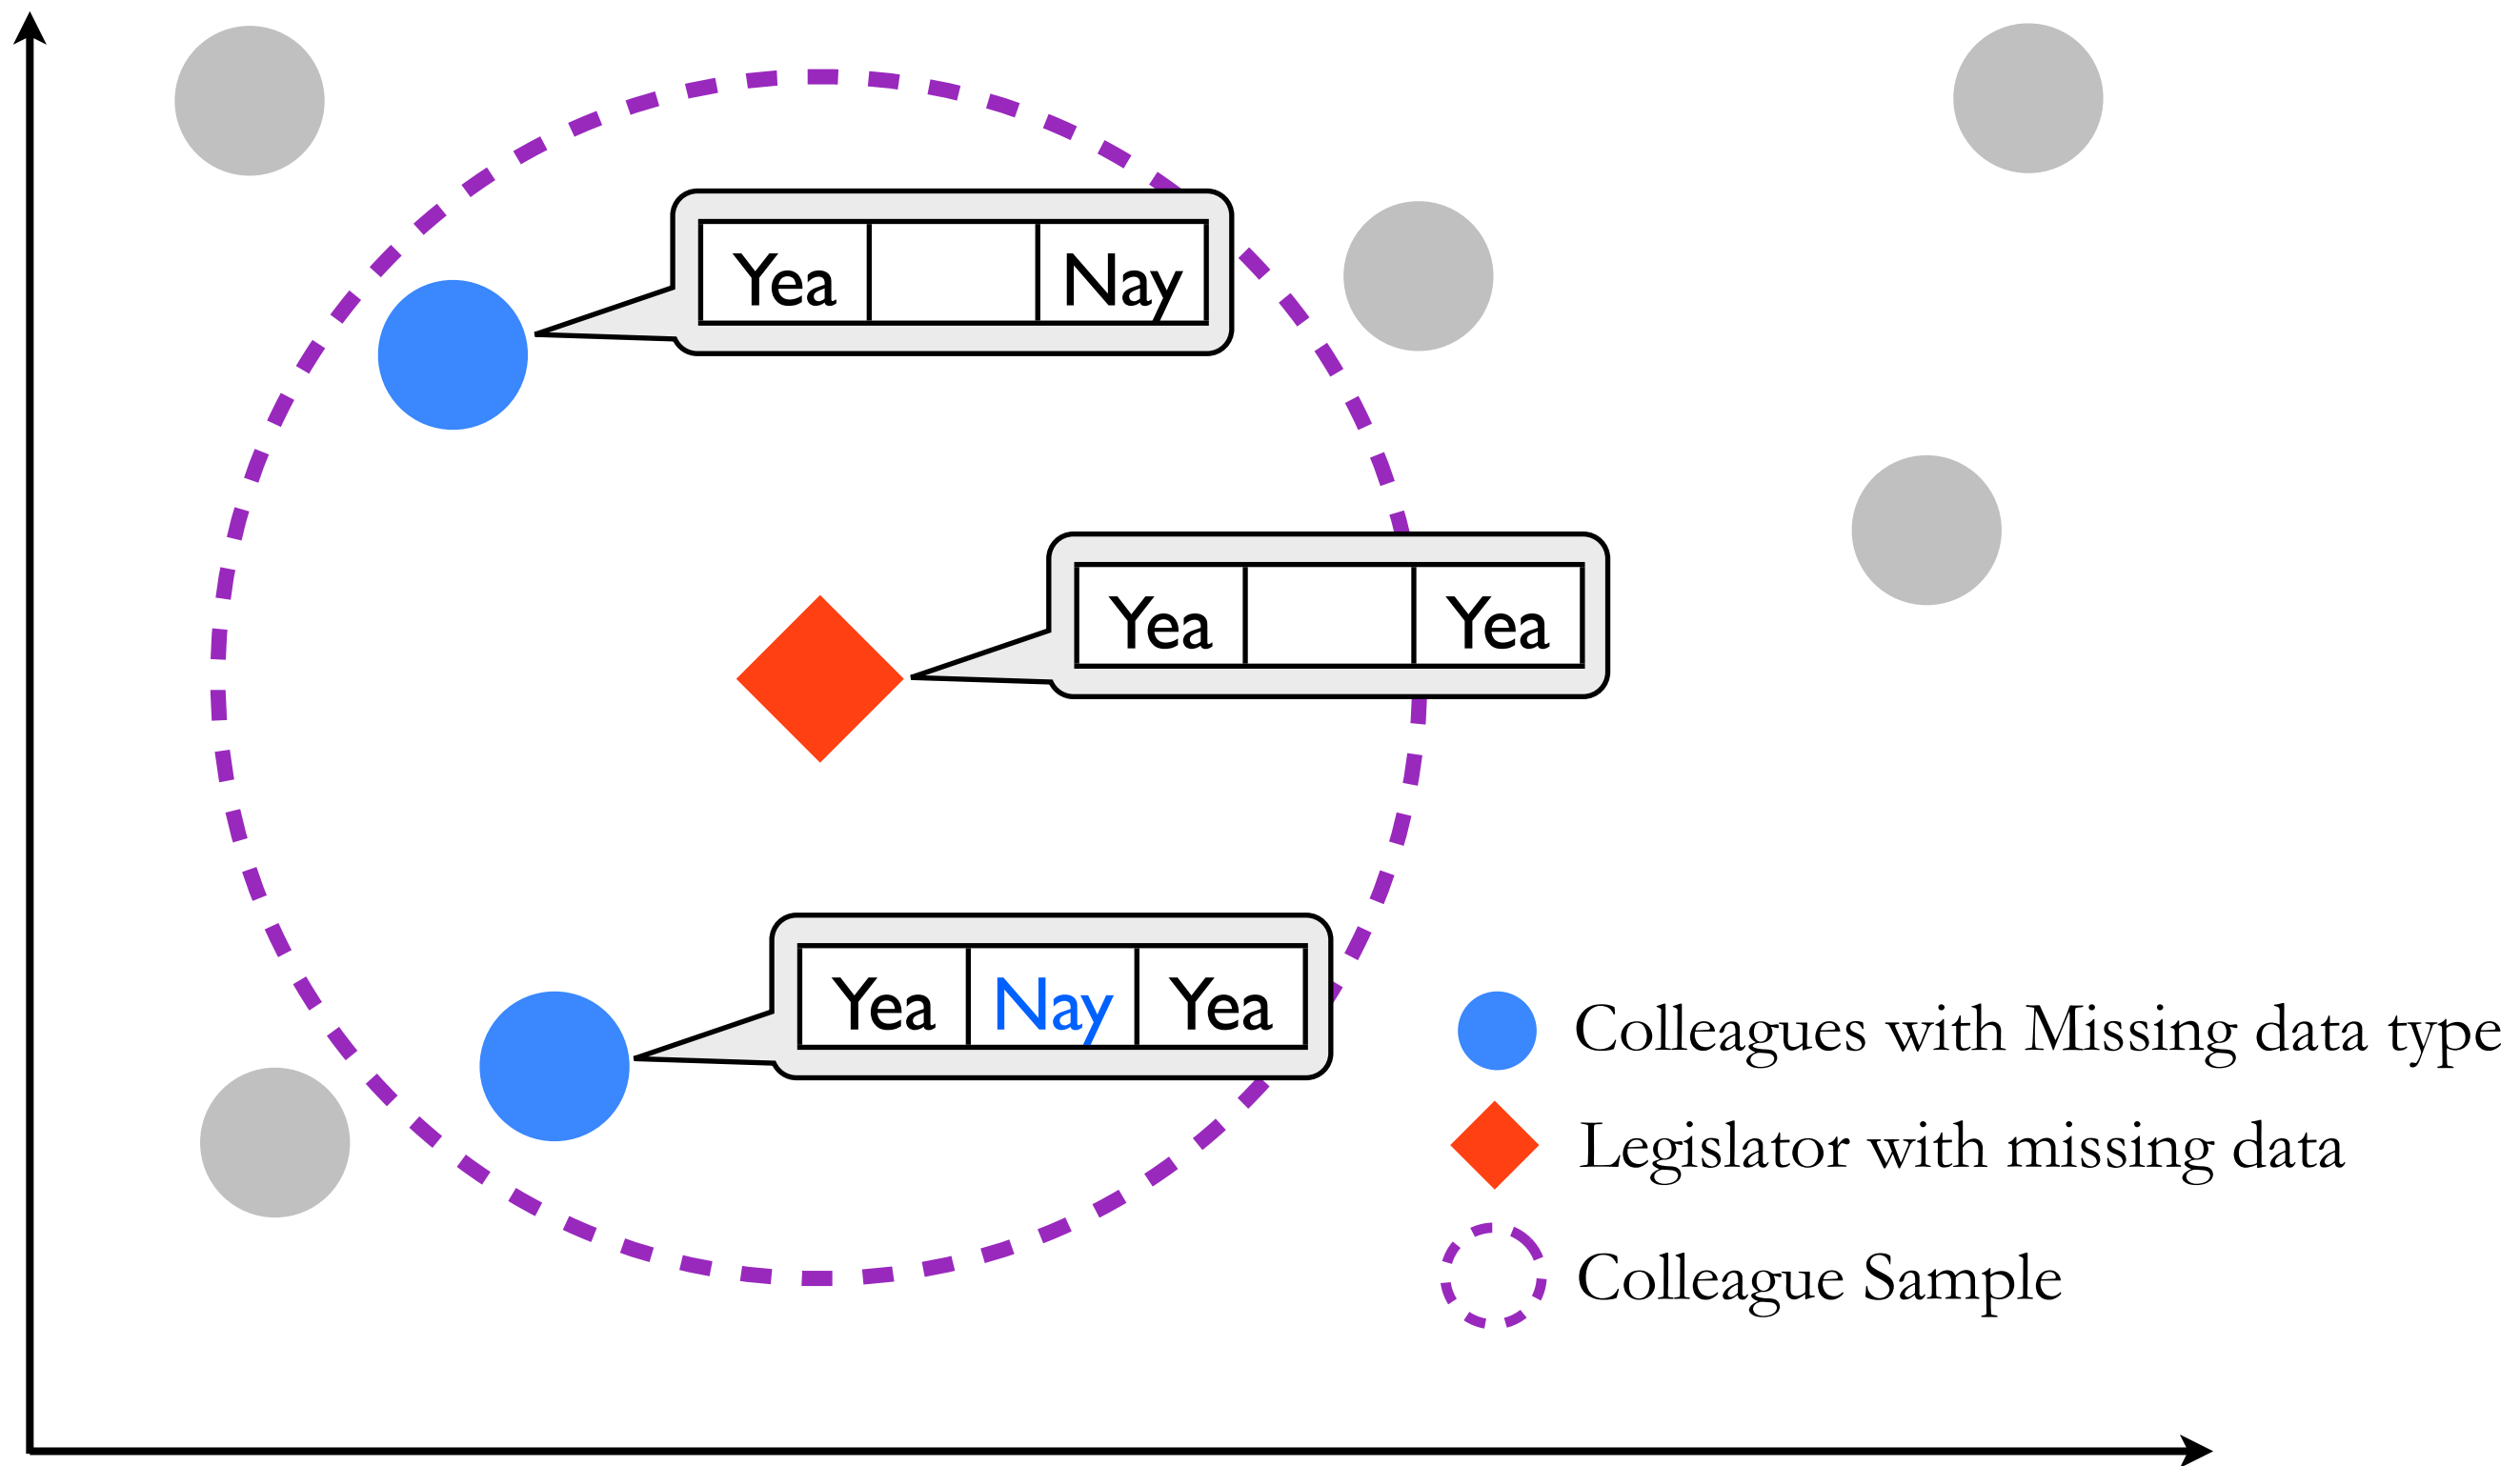 Yea Nay
Yea Yea
Yea Nay Yea
Colleagues with Missing data type
Legislator with missing data
Colleague Sample